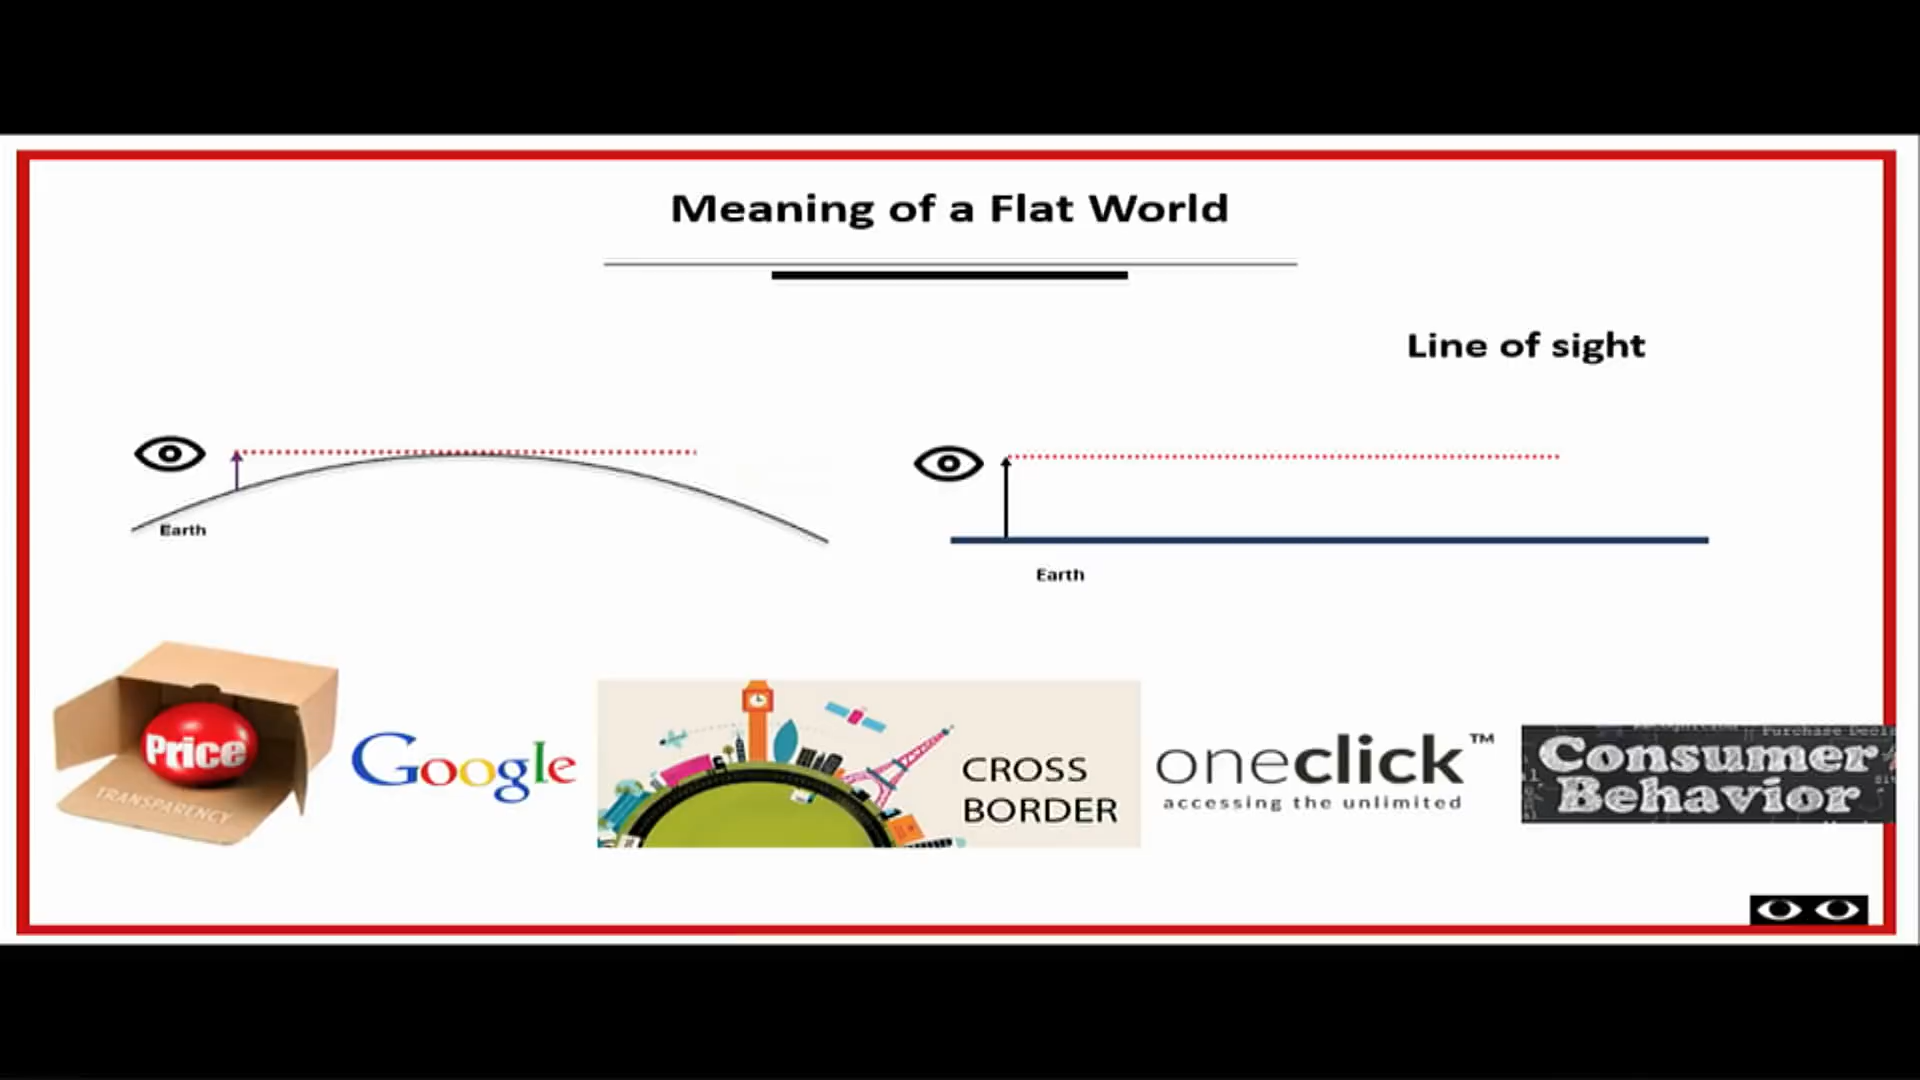 Meaning of a Flat World
Line of sight
Earth
Earth
Price
TRANSPARENCY
Google
CROSS
BORDER
oneclick™
accessing the unlimited
Consumer
Behavior